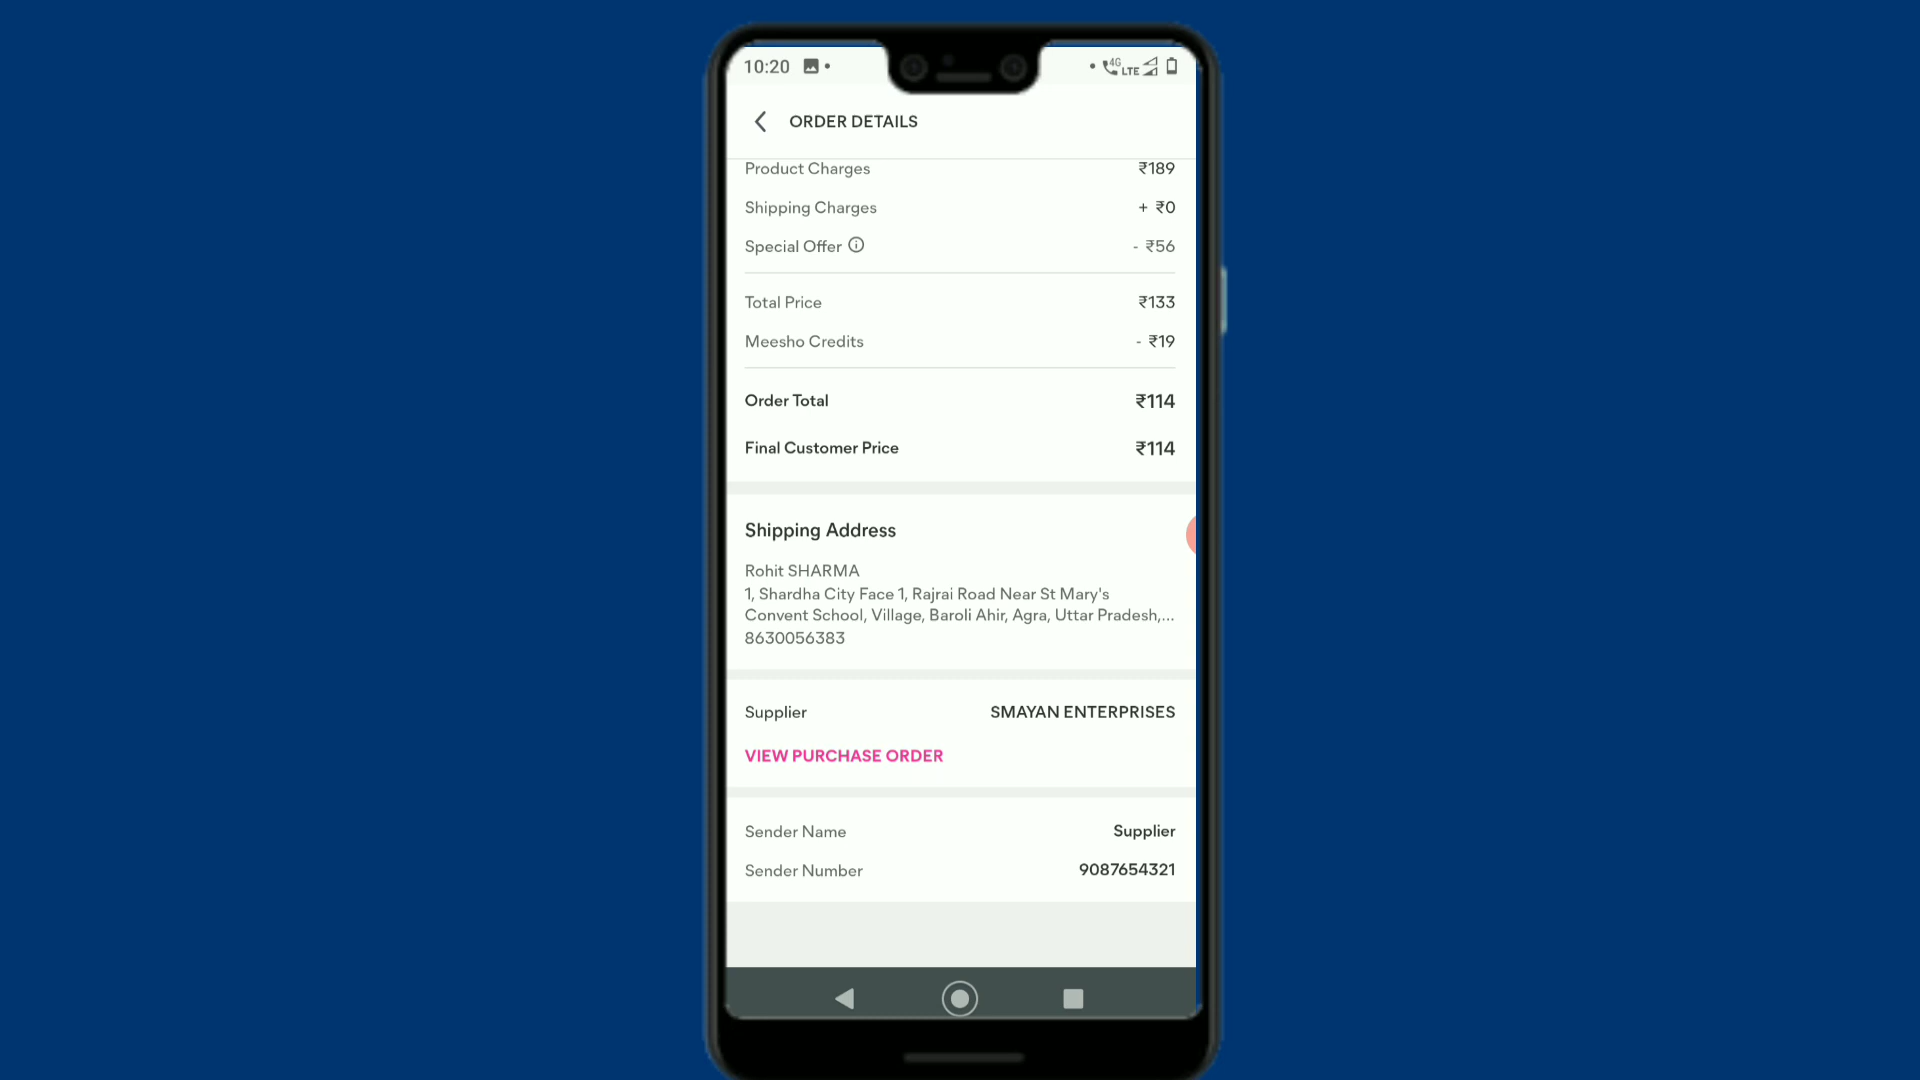 10:20
4G
LTE
ORDER DETAILS
Product Charges ₹189
Shipping Charges + ₹0
Special Offer - ₹56
Total Price ₹133
Meesho Credits - ₹19
Order Total ₹114
Final Customer Price ₹114
Shipping Address
Rohit SHARMA
1, Shardha City Face 1, Rajrai Road Near St Mary's
Convent School, Village, Baroli Ahir, Agra, Uttar Pradesh,...
8630056383
Supplier SMAYAN ENTERPRISES
VIEW PURCHASE ORDER
Sender Name Supplier
Sender Number 9087654321